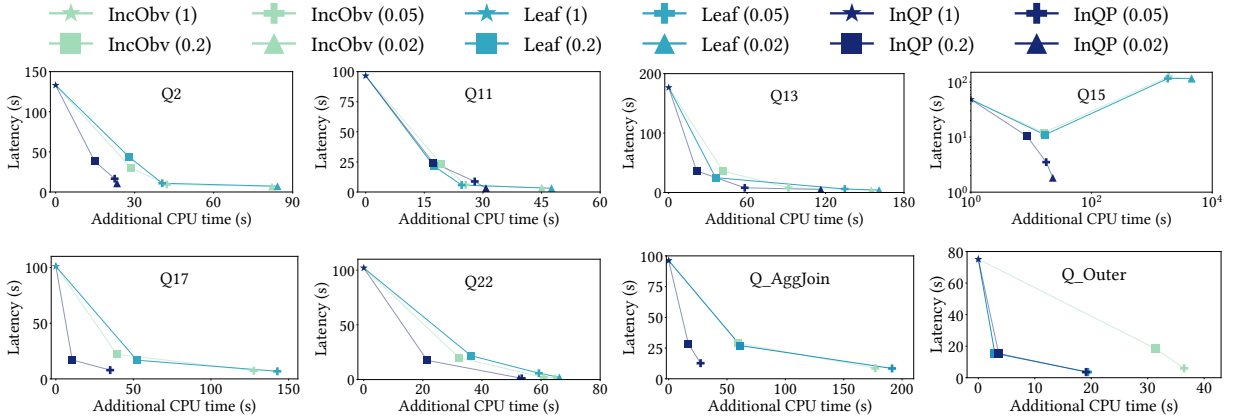 IncObv (1) IncObv (0.05) Leaf (1) Leaf (0.05) InQP (1) InQP (0.05)
IncObv (0.2) IncObv (0.02) Leaf (0.2) Leaf (0.02) InQP (0.2) InQP (0.02)
Q2
Latency (s)
150
100
50
0
0 30 60 90
Additional CPU time (s)
Q11
Latency (s)
100
75
50
25
0
0 15 30 45 60
Additional CPU time (s)
Q13
Latency (s)
200
100
0
0 60 120 180
Additional CPU time (s)
Q15
Latency (s)
10²
10¹
10⁰
10⁰ 10² 10⁴
Additional CPU time (s)
Q17
Latency (s)
100
50
0
0 50 100 150
Additional CPU time (s)
Q22
Latency (s)
100
50
0
0 20 40 60 80
Additional CPU time (s)
Q_AggJoin
Latency (s)
100
75
50
25
0
0 50 100 150 200
Additional CPU time (s)
Q_Outer
Latency (s)
80
60
40
20
0
0 10 20 30 40
Additional CPU time (s)